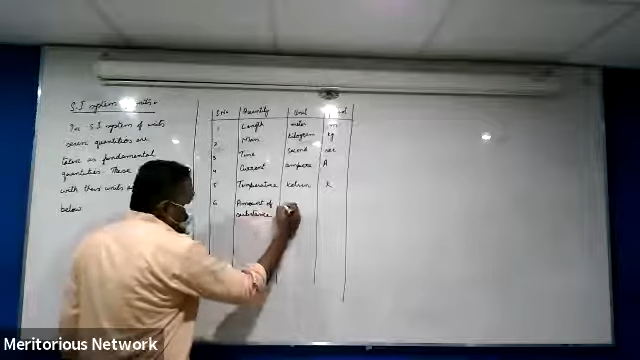 S.I system of units:-
The S.I system of units
seven quantities are
taken as fundamental
quantities. These
with their units
below
S.No Quantity Unit
1 Length meter m
2 Mass kilogram kg
3 Time second sec
4 Current ampere A
5 Temperature kelvin K
6 Amount of
substance
Meritorious Network